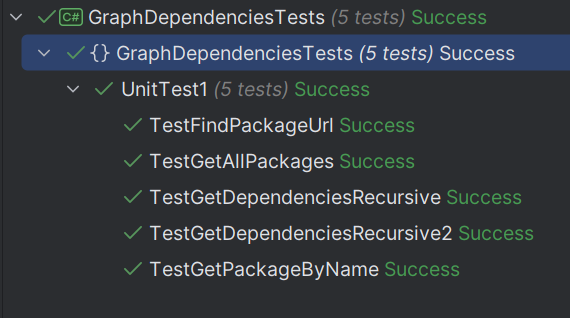 C# GraphDependenciesTests (5 tests) Success
{} GraphDependenciesTests (5 tests) Success
UnitTest1 (5 tests) Success
TestFindPackageUrl Success
TestGetAllPackages Success
TestGetDependenciesRecursive Success
TestGetDependenciesRecursive2 Success
TestGetPackageByName Success